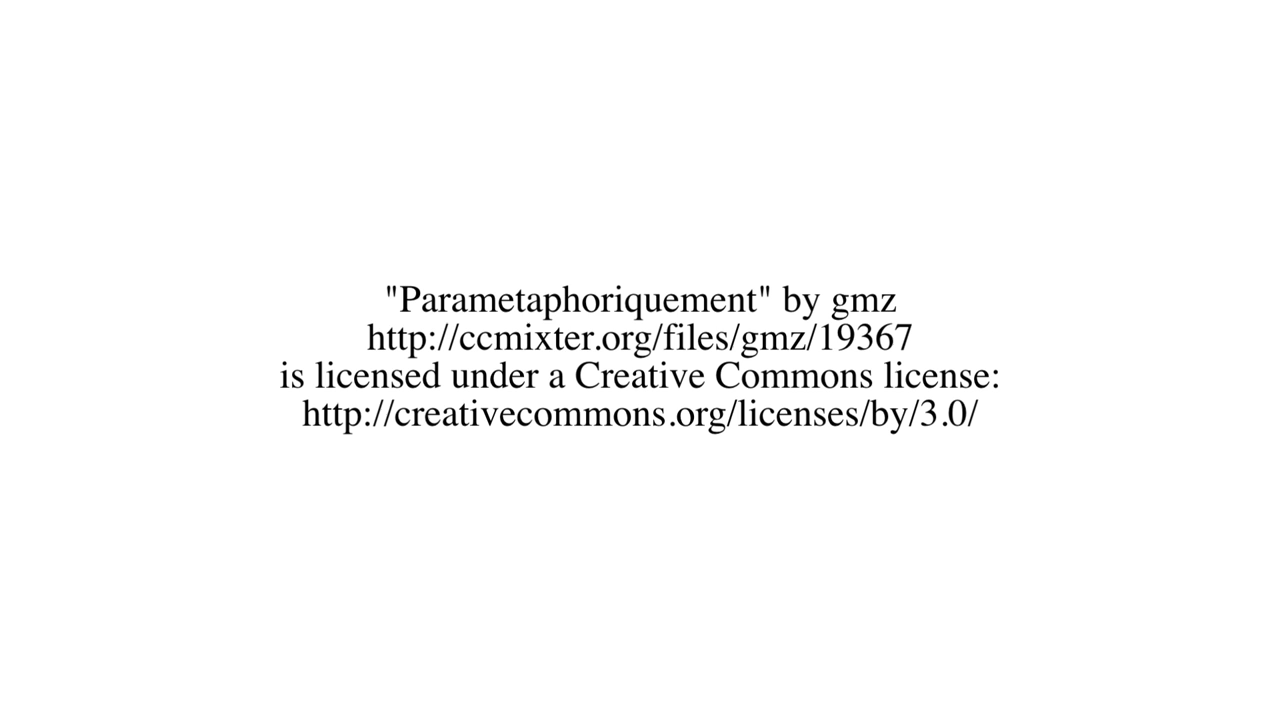 "Parametaphoriquement" by gmz
http://ccmixter.org/files/gmz/19367
is licensed under a Creative Commons license:
http://creativecommons.org/licenses/by/3.0/